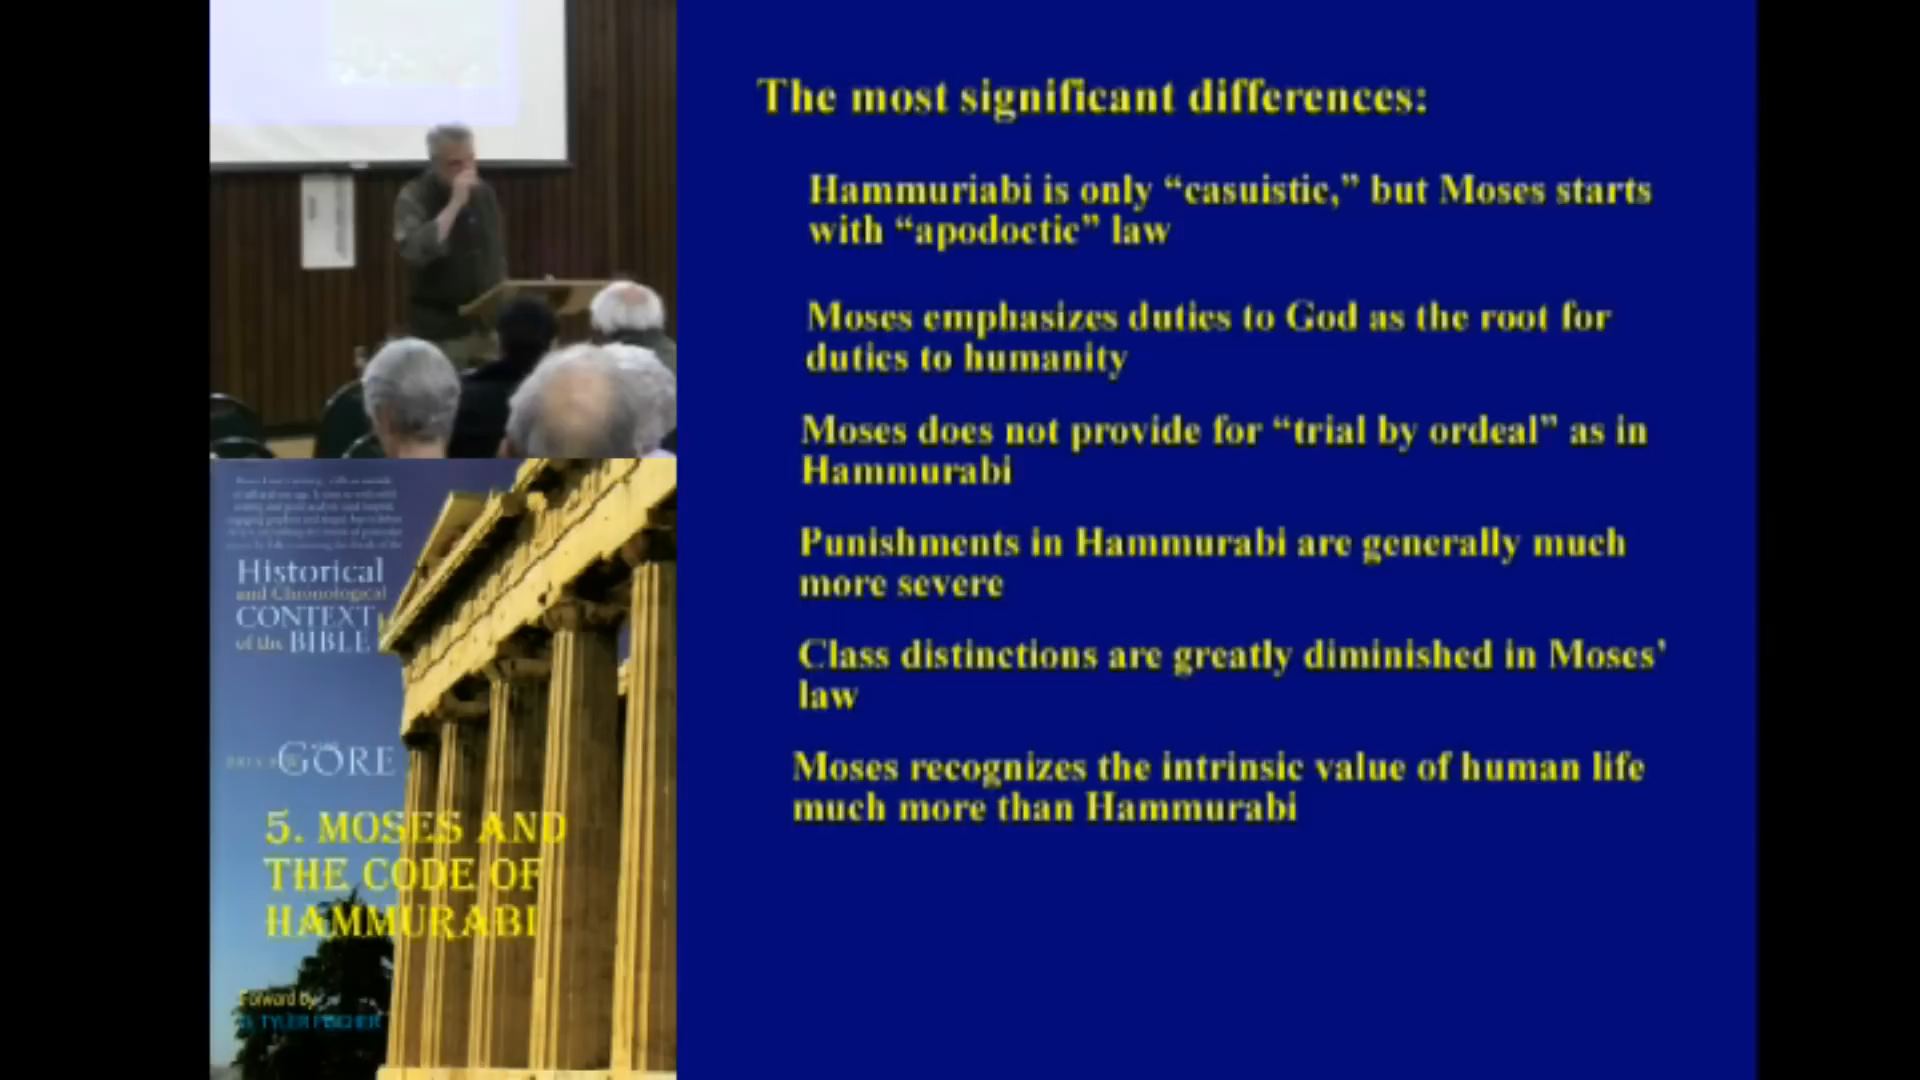 The most significant differences:
Hammuriabi is only “casuistic,” but Moses starts
with “apodoctic” law
Moses emphasizes duties to God as the root for
duties to humanity
Moses does not provide for “trial by ordeal” as in
Hammurabi
Punishments in Hammurabi are generally much
more severe
Class distinctions are greatly diminished in Moses’
law
Moses recognizes the intrinsic value of human life
much more than Hammurabi
Historical
and Chronological
CONTEXT
of the BIBLE
GORE
5. MOSES AND
THE CODE OF
HAMMURABI
Forward by
G. TYLER FISCHER